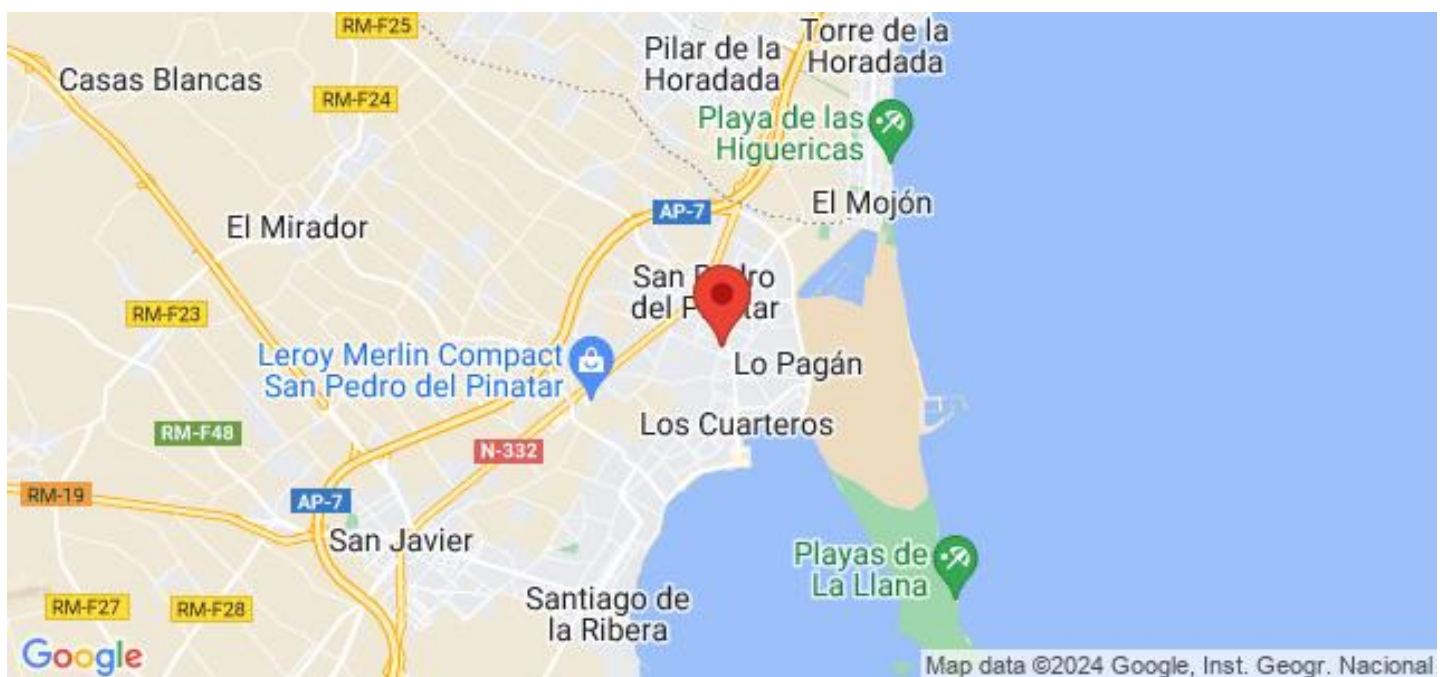 RM-F25
Torre de la
Horadada
Pilar de la
Horadada
Casas Blancas
RM-F24
Playa de las
Higuericas
El Mojón
AP-7
El Mirador
San Pedro
del Pinatar
RM-F23
Leroy Merlin Compact
San Pedro del Pinatar
Lo Pagán
Los Cuarteros
RM-F48
N-332
RM-19
AP-7
San Javier
Playas de
La Llana
Santiago de
la Ribera
RM-F27
RM-F28
Google
Map data ©2024 Google, Inst. Geogr. Nacional